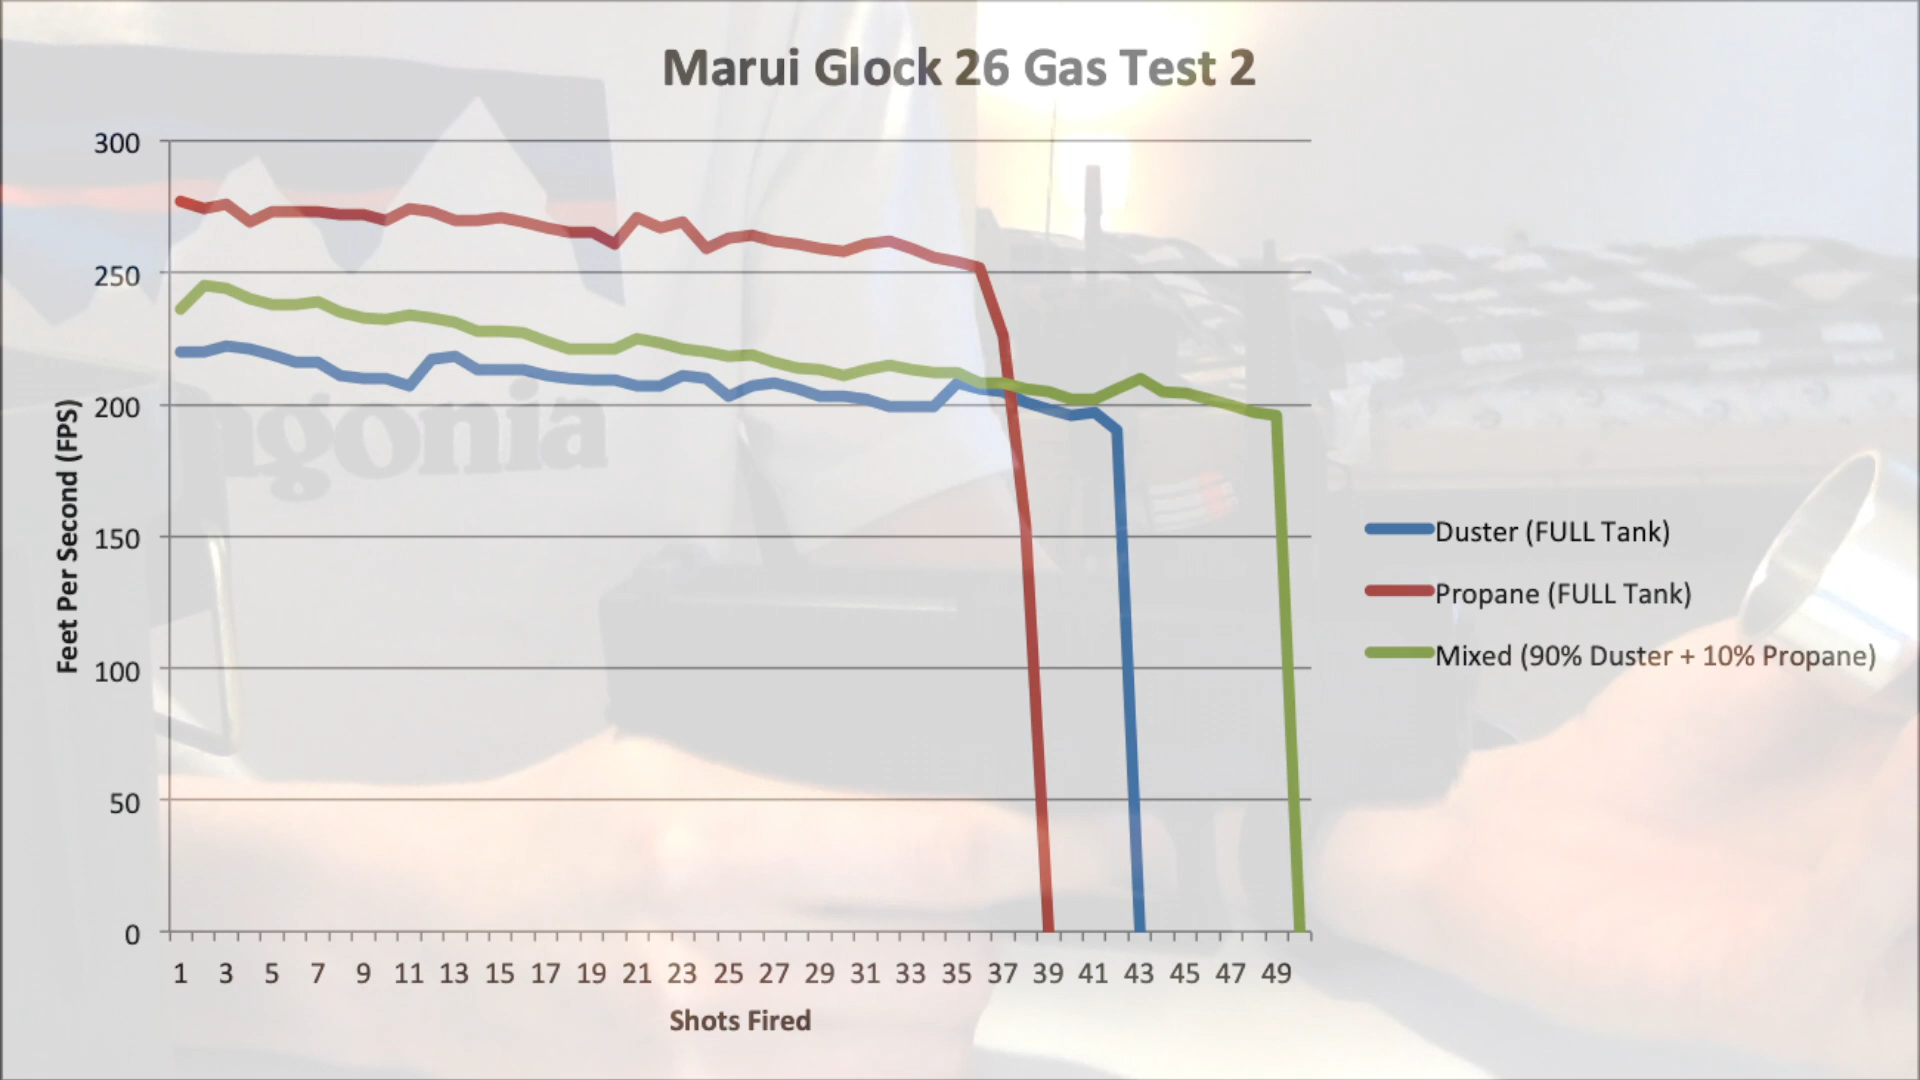 Marui Glock 26 Gas Test 2
300
250
200
150
100
50
0
Feet Per Second (FPS)
1 3 5 7 9 11 13 15 17 19 21 23 25 27 29 31 33 35 37 39 41 43 45 47 49
Shots Fired
Duster (FULL Tank)
Propane (FULL Tank)
Mixed (90% Duster + 10% Propane)